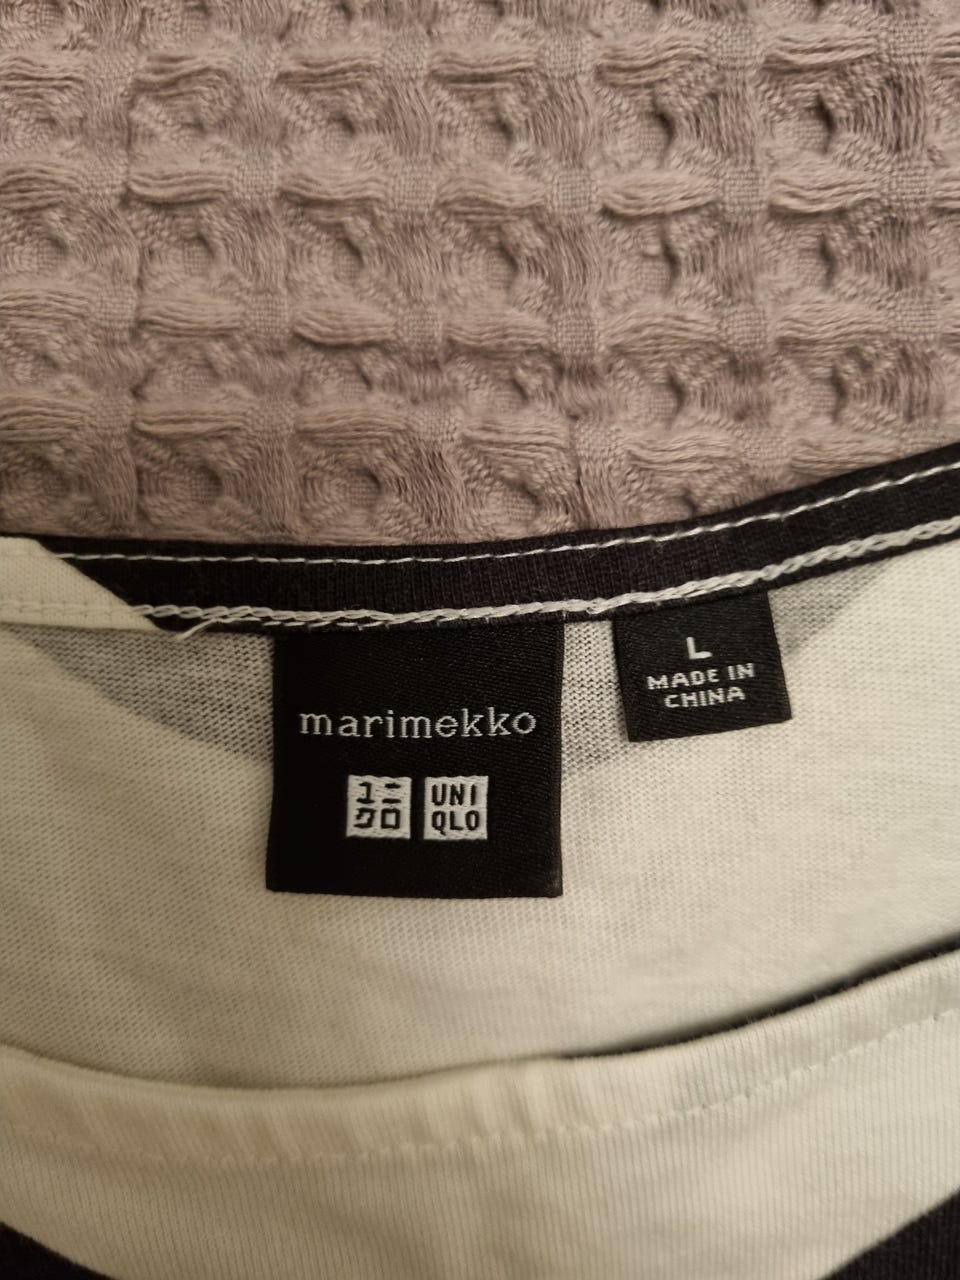 marimekko
ユニ
クロ
UNI
QLO
L
MADE IN
CHINA